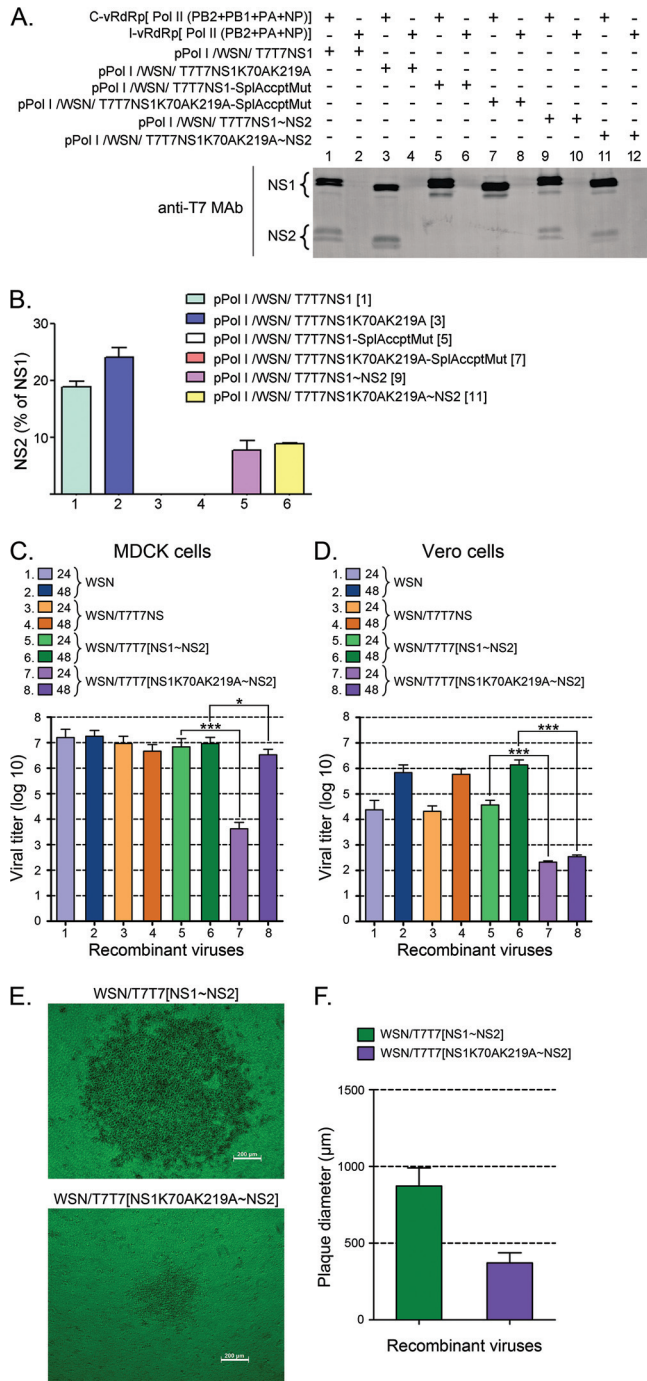 A.
C-vRdRp[ Pol II (PB2+PB1+PA+NP)] + - + - + - + - + - + -
I-vRdRp[ Pol II (PB2+PA+NP)] - + - + - + - + - + - +
pPol I /WSN/ T7T7NS1 + +
pPol I /WSN/ T7T7NS1K70AK219A + +
pPol I /WSN/ T7T7NS1-SplAccptMut + +
pPol I /WSN/ T7T7NS1K70AK219A-SplAccptMut + +
pPol I /WSN/ T7T7NS1~NS2 + +
pPol I /WSN/ T7T7NS1K70AK219A~NS2 + +
1 2 3 4 5 6 7 8 9 10 11 12
anti-T7 MAb
NS1 {
NS2 {
B.
NS2 (% of NS1)
30
20
10
1 2 3 4 5 6
pPol I /WSN/ T7T7NS1 [1]
pPol I /WSN/ T7T7NS1K70AK219A [3]
pPol I /WSN/ T7T7NS1-SplAccptMut [5]
pPol I /WSN/ T7T7NS1K70AK219A-SplAccptMut [7]
pPol I /WSN/ T7T7NS1~NS2 [9]
pPol I /WSN/ T7T7NS1K70AK219A~NS2 [11]
C. MDCK cells
1. 24
2. 48
WSN
3. 24
4. 48
WSN/T7T7NS
5. 24
6. 48
WSN/T7T7[NS1~NS2]
7. 24
8. 48
WSN/T7T7[NS1K70AK219A~NS2]
Viral titer (log 10)
8
7
6
5
4
3
2
1
0
***
*
1 2 3 4 5 6 7 8
Recombinant viruses
D. Vero cells
1. 24
2. 48
WSN
3. 24
4. 48
WSN/T7T7NS
5. 24
6. 48
WSN/T7T7[NS1~NS2]
7. 24
8. 48
WSN/T7T7[NS1K70AK219A~NS2]
Viral titer (log 10)
8
7
6
5
4
3
2
1
0
***
***
1 2 3 4 5 6 7 8
Recombinant viruses
E.
WSN/T7T7[NS1~NS2]
200 µm
WSN/T7T7[NS1K70AK219A~NS2]
200 µm
F.
WSN/T7T7[NS1~NS2]
WSN/T7T7[NS1K70AK219A~NS2]
Plaque diameter (µm)
1500
1000
500
0
Recombinant viruses